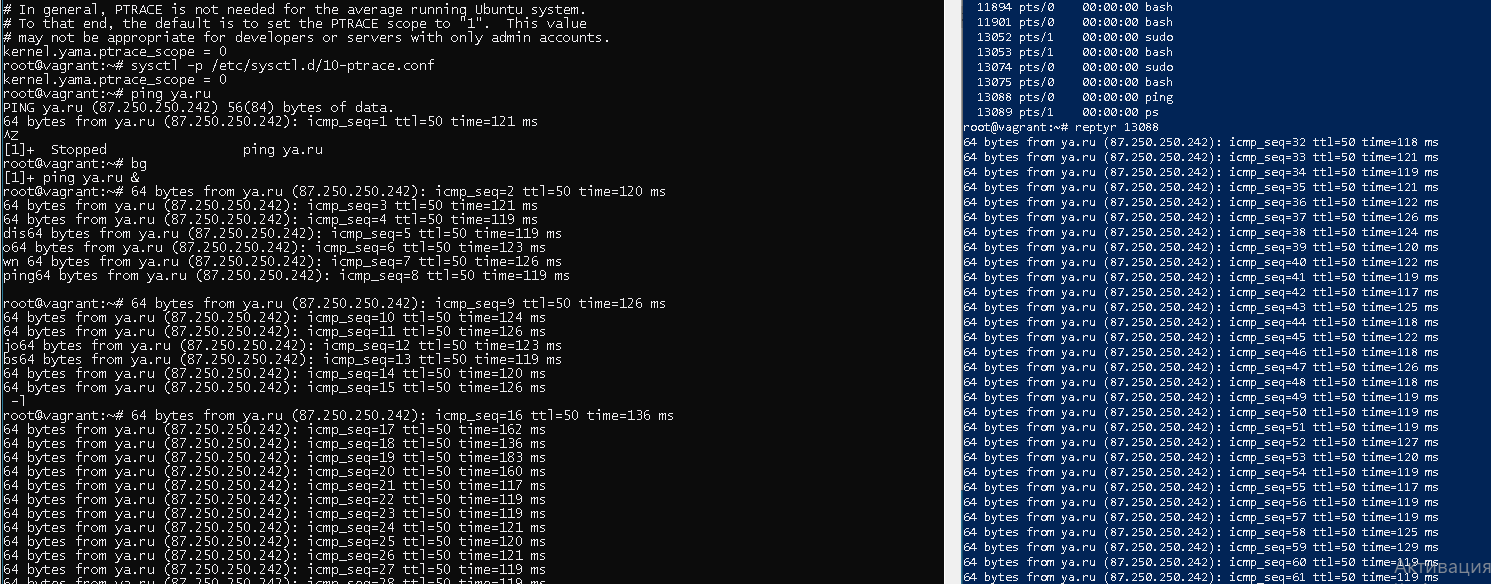 # In general, PTRACE is not needed for the average running Ubuntu system.
# To that end, the default is to set the PTRACE scope to "1".  This value
# may not be appropriate for developers or servers with only admin accounts.
kernel.yama.ptrace_scope = 0
root@vagrant:~# sysctl -p /etc/sysctl.d/10-ptrace.conf
kernel.yama.ptrace_scope = 0
root@vagrant:~# ping ya.ru
PING ya.ru (87.250.250.242) 56(84) bytes of data.
64 bytes from ya.ru (87.250.250.242): icmp_seq=1 ttl=50 time=121 ms
^Z
[1]+  Stopped                 ping ya.ru
root@vagrant:~# bg
[1]+ ping ya.ru &
root@vagrant:~# 64 bytes from ya.ru (87.250.250.242): icmp_seq=2 ttl=50 time=120 ms
64 bytes from ya.ru (87.250.250.242): icmp_seq=3 ttl=50 time=121 ms
64 bytes from ya.ru (87.250.250.242): icmp_seq=4 ttl=50 time=119 ms
dis64 bytes from ya.ru (87.250.250.242): icmp_seq=5 ttl=50 time=119 ms
o64 bytes from ya.ru (87.250.250.242): icmp_seq=6 ttl=50 time=123 ms
wn 64 bytes from ya.ru (87.250.250.242): icmp_seq=7 ttl=50 time=126 ms
ping64 bytes from ya.ru (87.250.250.242): icmp_seq=8 ttl=50 time=119 ms
root@vagrant:~# 64 bytes from ya.ru (87.250.250.242): icmp_seq=9 ttl=50 time=126 ms
64 bytes from ya.ru (87.250.250.242): icmp_seq=10 ttl=50 time=124 ms
64 bytes from ya.ru (87.250.250.242): icmp_seq=11 ttl=50 time=126 ms
jo64 bytes from ya.ru (87.250.250.242): icmp_seq=12 ttl=50 time=123 ms
bs64 bytes from ya.ru (87.250.250.242): icmp_seq=13 ttl=50 time=119 ms
64 bytes from ya.ru (87.250.250.242): icmp_seq=14 ttl=50 time=120 ms
64 bytes from ya.ru (87.250.250.242): icmp_seq=15 ttl=50 time=126 ms
 -l
root@vagrant:~# 64 bytes from ya.ru (87.250.250.242): icmp_seq=16 ttl=50 time=136 ms
64 bytes from ya.ru (87.250.250.242): icmp_seq=17 ttl=50 time=162 ms
64 bytes from ya.ru (87.250.250.242): icmp_seq=18 ttl=50 time=136 ms
64 bytes from ya.ru (87.250.250.242): icmp_seq=19 ttl=50 time=183 ms
64 bytes from ya.ru (87.250.250.242): icmp_seq=20 ttl=50 time=160 ms
64 bytes from ya.ru (87.250.250.242): icmp_seq=21 ttl=50 time=117 ms
64 bytes from ya.ru (87.250.250.242): icmp_seq=22 ttl=50 time=119 ms
64 bytes from ya.ru (87.250.250.242): icmp_seq=23 ttl=50 time=119 ms
64 bytes from ya.ru (87.250.250.242): icmp_seq=24 ttl=50 time=121 ms
64 bytes from ya.ru (87.250.250.242): icmp_seq=25 ttl=50 time=120 ms
64 bytes from ya.ru (87.250.250.242): icmp_seq=26 ttl=50 time=121 ms
64 bytes from ya.ru (87.250.250.242): icmp_seq=27 ttl=50 time=119 ms
64 bytes from ya.ru (87.250.250.242): icmp_seq=28 ttl=50 time=119 ms
11894 pts/0    00:00:00 bash
11901 pts/1    00:00:00 bash
13052 pts/1    00:00:00 sudo
13053 pts/1    00:00:00 bash
13074 pts/0    00:00:00 sudo
13075 pts/0    00:00:00 bash
13088 pts/0    00:00:00 ping
13089 pts/1    00:00:00 ps
root@vagrant:~# reptyr 13088
64 bytes from ya.ru (87.250.250.242): icmp_seq=32 ttl=50 time=118 ms
64 bytes from ya.ru (87.250.250.242): icmp_seq=33 ttl=50 time=121 ms
64 bytes from ya.ru (87.250.250.242): icmp_seq=34 ttl=50 time=119 ms
64 bytes from ya.ru (87.250.250.242): icmp_seq=35 ttl=50 time=121 ms
64 bytes from ya.ru (87.250.250.242): icmp_seq=36 ttl=50 time=122 ms
64 bytes from ya.ru (87.250.250.242): icmp_seq=37 ttl=50 time=126 ms
64 bytes from ya.ru (87.250.250.242): icmp_seq=38 ttl=50 time=124 ms
64 bytes from ya.ru (87.250.250.242): icmp_seq=39 ttl=50 time=120 ms
64 bytes from ya.ru (87.250.250.242): icmp_seq=40 ttl=50 time=122 ms
64 bytes from ya.ru (87.250.250.242): icmp_seq=41 ttl=50 time=119 ms
64 bytes from ya.ru (87.250.250.242): icmp_seq=42 ttl=50 time=117 ms
64 bytes from ya.ru (87.250.250.242): icmp_seq=43 ttl=50 time=125 ms
64 bytes from ya.ru (87.250.250.242): icmp_seq=44 ttl=50 time=118 ms
64 bytes from ya.ru (87.250.250.242): icmp_seq=45 ttl=50 time=122 ms
64 bytes from ya.ru (87.250.250.242): icmp_seq=46 ttl=50 time=118 ms
64 bytes from ya.ru (87.250.250.242): icmp_seq=47 ttl=50 time=126 ms
64 bytes from ya.ru (87.250.250.242): icmp_seq=48 ttl=50 time=118 ms
64 bytes from ya.ru (87.250.250.242): icmp_seq=49 ttl=50 time=119 ms
64 bytes from ya.ru (87.250.250.242): icmp_seq=50 ttl=50 time=119 ms
64 bytes from ya.ru (87.250.250.242): icmp_seq=51 ttl=50 time=119 ms
64 bytes from ya.ru (87.250.250.242): icmp_seq=52 ttl=50 time=127 ms
64 bytes from ya.ru (87.250.250.242): icmp_seq=53 ttl=50 time=120 ms
64 bytes from ya.ru (87.250.250.242): icmp_seq=54 ttl=50 time=119 ms
64 bytes from ya.ru (87.250.250.242): icmp_seq=55 ttl=50 time=117 ms
64 bytes from ya.ru (87.250.250.242): icmp_seq=56 ttl=50 time=119 ms
64 bytes from ya.ru (87.250.250.242): icmp_seq=57 ttl=50 time=119 ms
64 bytes from ya.ru (87.250.250.242): icmp_seq=58 ttl=50 time=125 ms
64 bytes from ya.ru (87.250.250.242): icmp_seq=59 ttl=50 time=129 ms
64 bytes from ya.ru (87.250.250.242): icmp_seq=60 ttl=50 time=119 ms
64 bytes from ya.ru (87.250.250.242): icmp_seq=61 ttl=50 time=119 ms
Активация